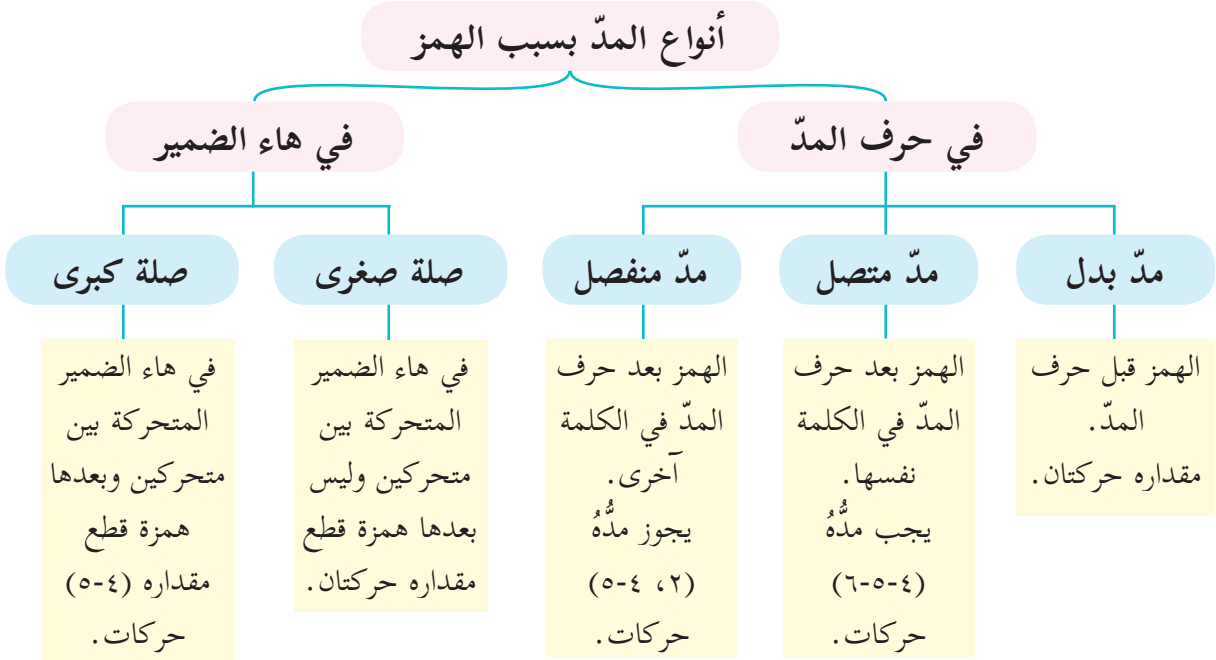 أنواع المدّ بسبب الهمز
في حرف المدّ
في هاء الضمير
مدّ بدل
مدّ متصل
مدّ منفصل
صلة صغرى
صلة كبرى
الهمز قبل حرف
المدّ.
مقداره حركتان.
الهمز بعد حرف
المدّ في الكلمة
نفسها.
يجب مدُّهُ
(٤-٥-٦)
حركات.
الهمز بعد حرف
المدّ في الكلمة
آخرى.
يجوز مدُّهُ
(٢، ٤-٥)
حركات.
في هاء الضمير
المتحركة بين
متحركين وليس
بعدها همزة قطع
مقداره حركتان.
في هاء الضمير
المتحركة بين
متحركين وبعدها
همزة قطع
مقداره (٤-٥)
حركات.